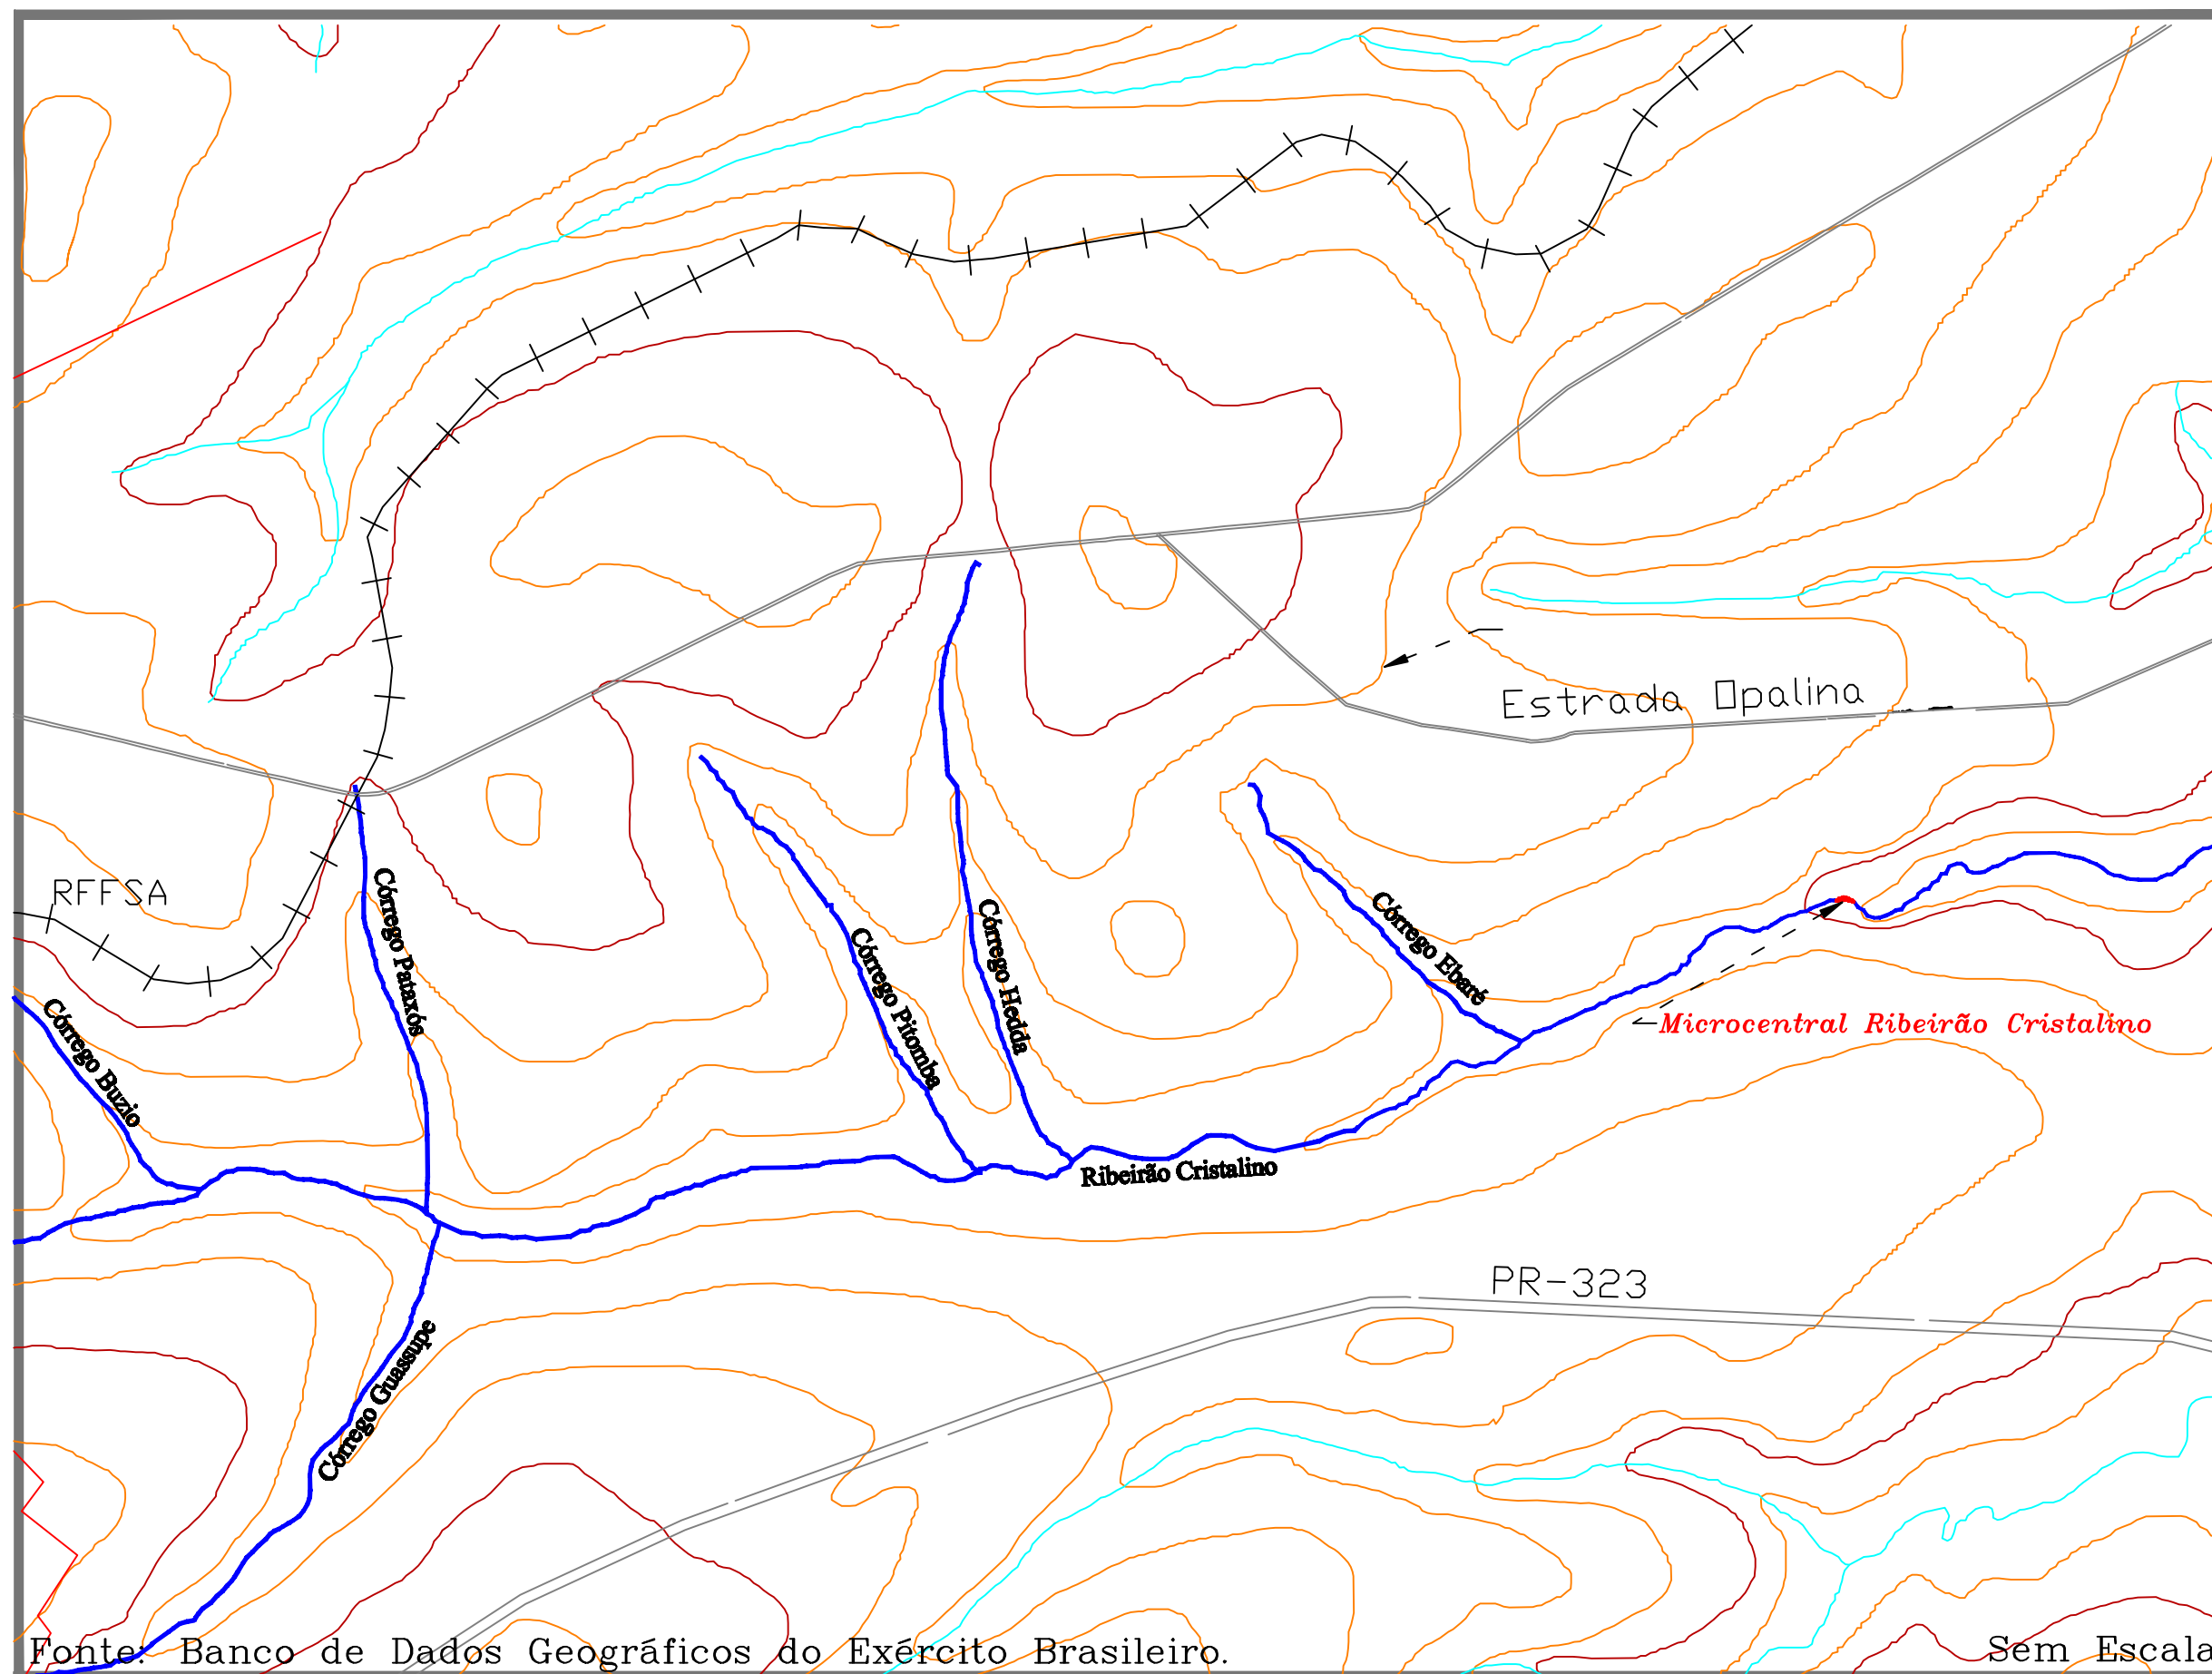 Estrada Opalina
RFFSA
Córrego Pataxós
Córrego Pitomba
Córrego Hedda
Córrego Ebaré
Córrego Buzio
Microcentral Ribeirão Cristalino
Ribeirão Cristalino
PR-323
Córrego Guassupe
Fonte: Banco de Dados Geográficos do Exército Brasileiro.
Sem Escala